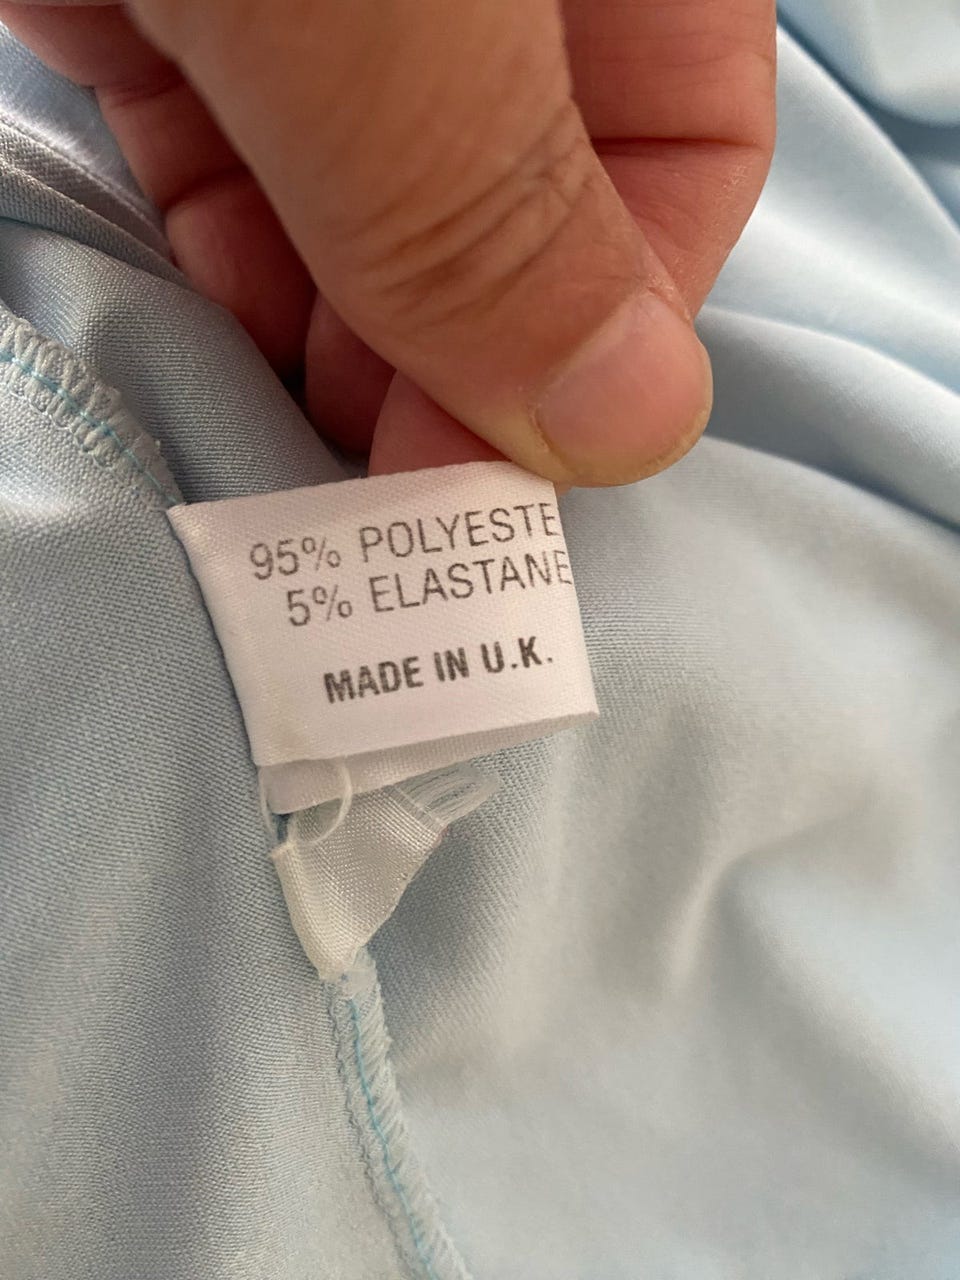 95% POLYESTE
5% ELASTANE
MADE IN U.K.